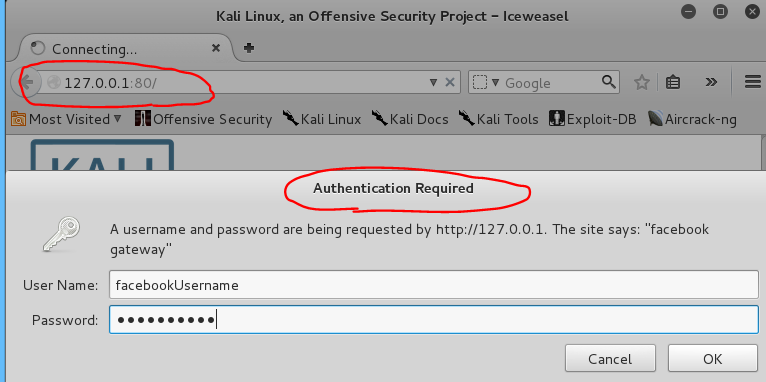 Kali Linux, an Offensive Security Project - Iceweasel
Connecting...
127.0.0.1:80/
Google
Most Visited Offensive Security Kali Linux Kali Docs Kali Tools Exploit-DB Aircrack-ng
KALI
Authentication Required
A username and password are being requested by http://127.0.0.1. The site says: "facebook
gateway"
User Name: facebookUsername
Password: ●●●●●●●●●●
Cancel OK